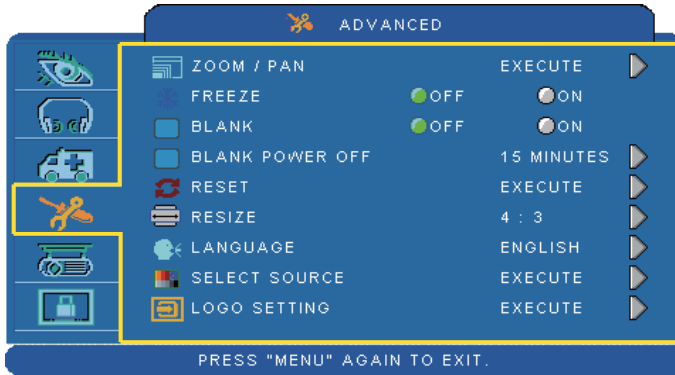 ADVANCED
ZOOM / PAN EXECUTE
FREEZE OFF ON
BLANK OFF ON
BLANK POWER OFF 15 MINUTES
RESET EXECUTE
RESIZE 4 : 3
LANGUAGE ENGLISH
SELECT SOURCE EXECUTE
LOGO SETTING EXECUTE
PRESS "MENU" AGAIN TO EXIT.